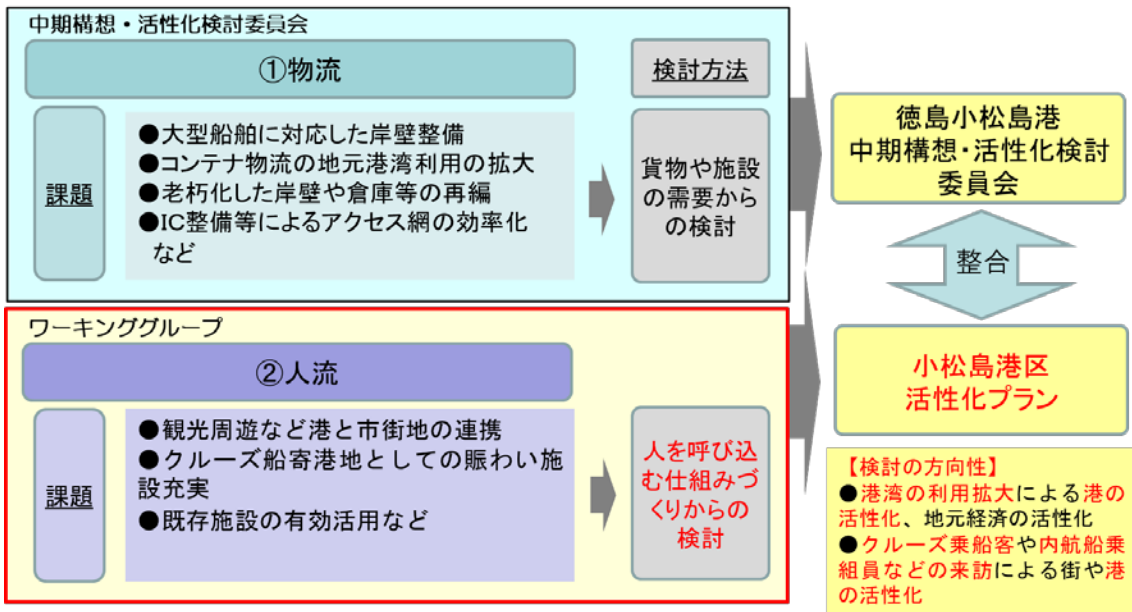 中期構想・活性化検討委員会
①物流
検討方法
課題
●大型船舶に対応した岸壁整備
●コンテナ物流の地元港湾利用の拡大
●老朽化した岸壁や倉庫等の再編
●IC整備等によるアクセス網の効率化
など
貨物や施設
の需要から
の検討
ワーキンググループ
②人流
課題
●観光周遊など港と市街地の連携
●クルーズ船寄港地としての賑わい施
設充実
●既存施設の有効活用など
人を呼び込
む仕組みづ
くりからの
検討
徳島小松島港
中期構想・活性化検討
委員会
整合
小松島港区
活性化プラン
【検討の方向性】
●港湾の利用拡大による港の
活性化、地元経済の活性化
●クルーズ乗船客や内航船乗
組員などの来訪による街や港
の活性化